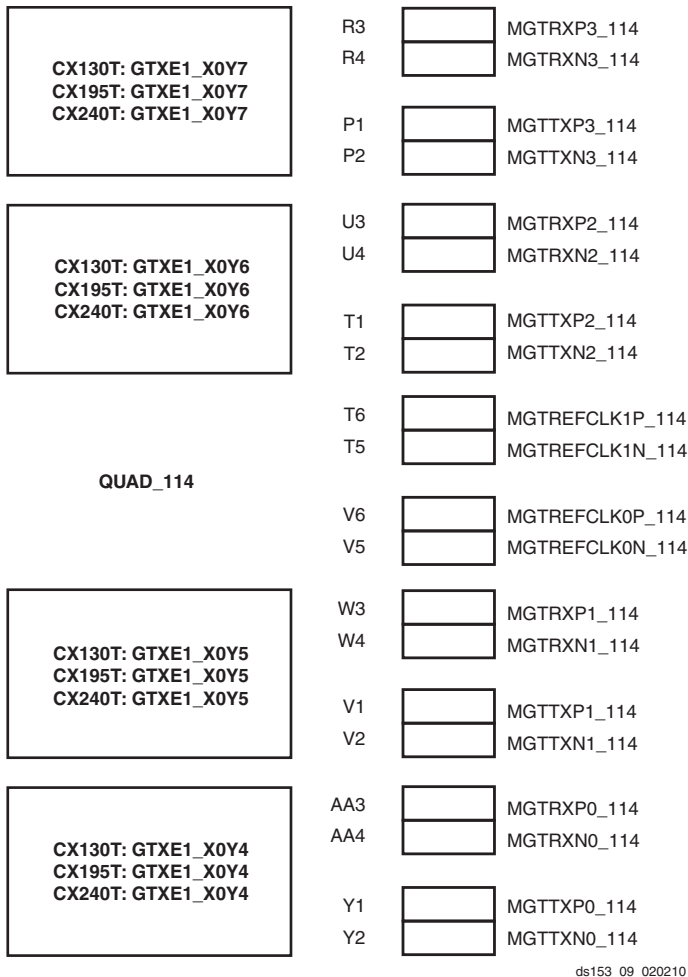 R3 MGTRXP3_114
R4 MGTRXN3_114
CX130T: GTXE1_X0Y7
CX195T: GTXE1_X0Y7
CX240T: GTXE1_X0Y7
P1 MGTTXP3_114
P2 MGTTXN3_114
U3 MGTRXP2_114
U4 MGTRXN2_114
CX130T: GTXE1_X0Y6
CX195T: GTXE1_X0Y6
CX240T: GTXE1_X0Y6
T1 MGTTXP2_114
T2 MGTTXN2_114
T6 MGTREFCLK1P_114
T5 MGTREFCLK1N_114
QUAD_114
V6 MGTREFCLK0P_114
V5 MGTREFCLK0N_114
W3 MGTRXP1_114
W4 MGTRXN1_114
CX130T: GTXE1_X0Y5
CX195T: GTXE1_X0Y5
CX240T: GTXE1_X0Y5
V1 MGTTXP1_114
V2 MGTTXN1_114
AA3 MGTRXP0_114
AA4 MGTRXN0_114
CX130T: GTXE1_X0Y4
CX195T: GTXE1_X0Y4
CX240T: GTXE1_X0Y4
Y1 MGTTXP0_114
Y2 MGTTXN0_114
ds153_09_020210